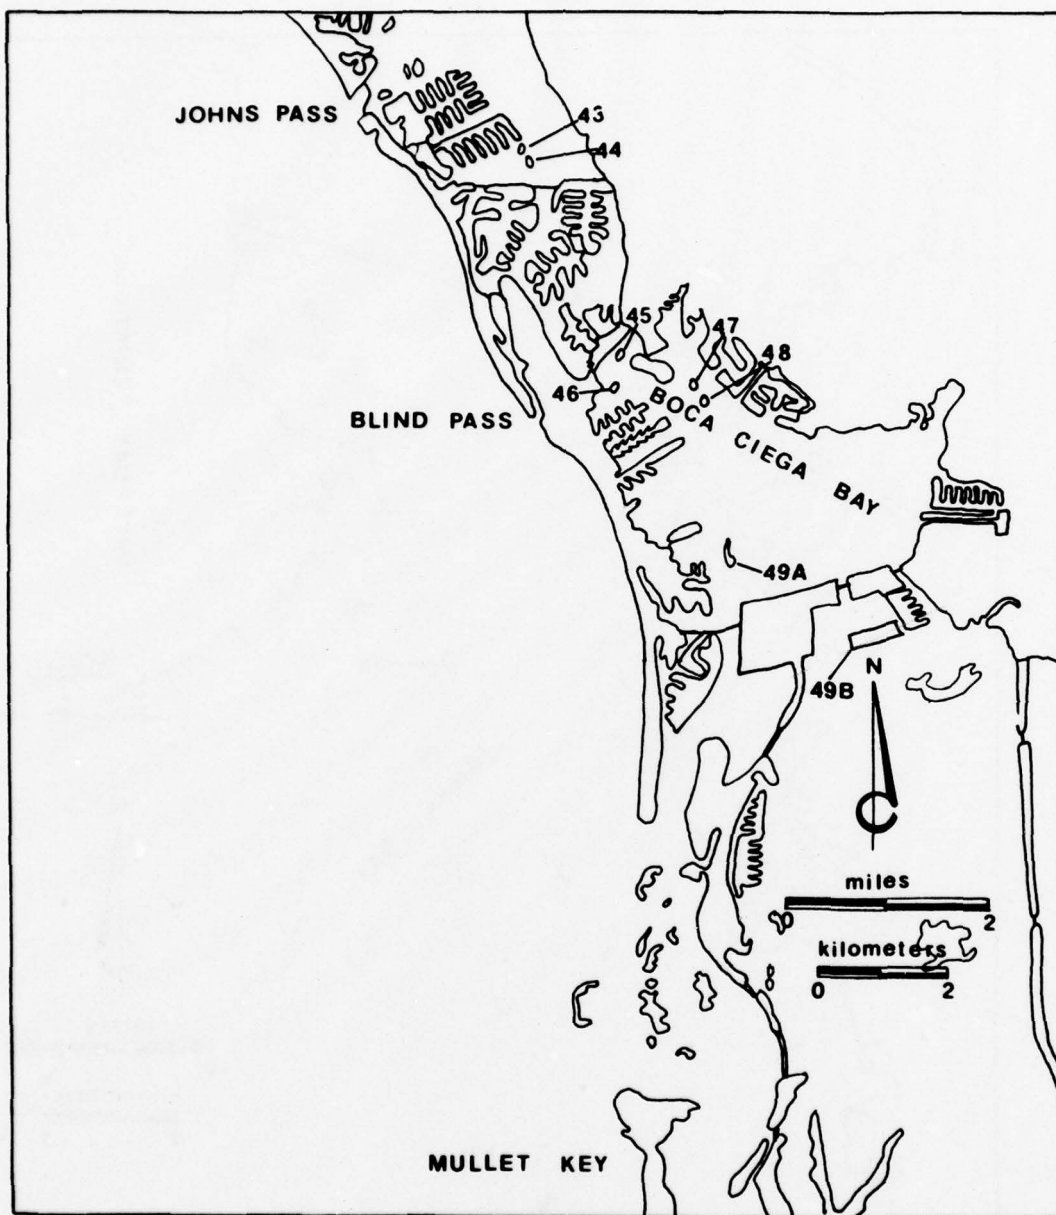 JOHNS PASS
43
44
45
47
48
46
BLIND PASS
BOCA CIEGA BAY
49A
49B
N
miles
0 2
kilometers
0 2
MULLET KEY